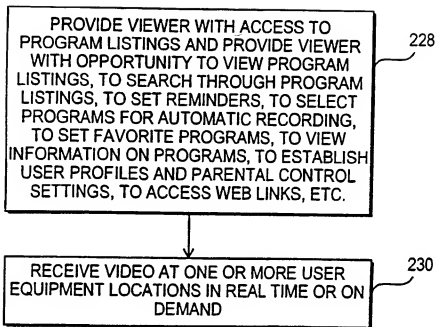 PROVIDE VIEWER WITH ACCESS TO
PROGRAM LISTINGS AND PROVIDE VIEWER
WITH OPPORTUNITY TO VIEW PROGRAM
LISTINGS, TO SEARCH THROUGH PROGRAM
LISTINGS, TO SET REMINDERS, TO SELECT
PROGRAMS FOR AUTOMATIC RECORDING,
TO SET FAVORITE PROGRAMS, TO VIEW
INFORMATION ON PROGRAMS, TO ESTABLISH
USER PROFILES AND PARENTAL CONTROL
SETTINGS, TO ACCESS WEB LINKS, ETC.
228
RECEIVE VIDEO AT ONE OR MORE USER
EQUIPMENT LOCATIONS IN REAL TIME OR ON
DEMAND
230